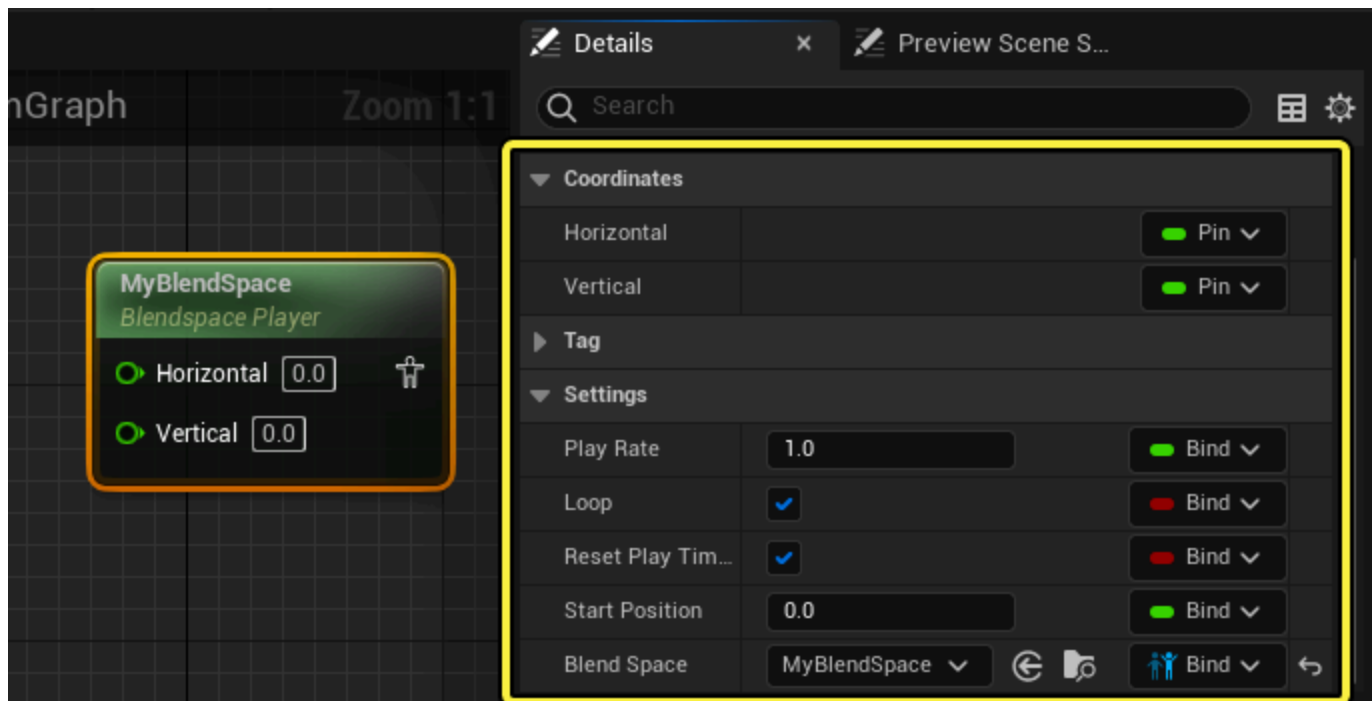 Details
Preview Scene S...
nGraph
Zoom 1:1
Search
Coordinates
Horizontal
Pin
Vertical
Pin
MyBlendSpace
Blendspace Player
Horizontal 0.0
Vertical 0.0
Tag
Settings
Play Rate 1.0 Bind
Loop Bind
Reset Play Tim... Bind
Start Position 0.0 Bind
Blend Space MyBlendSpace Bind